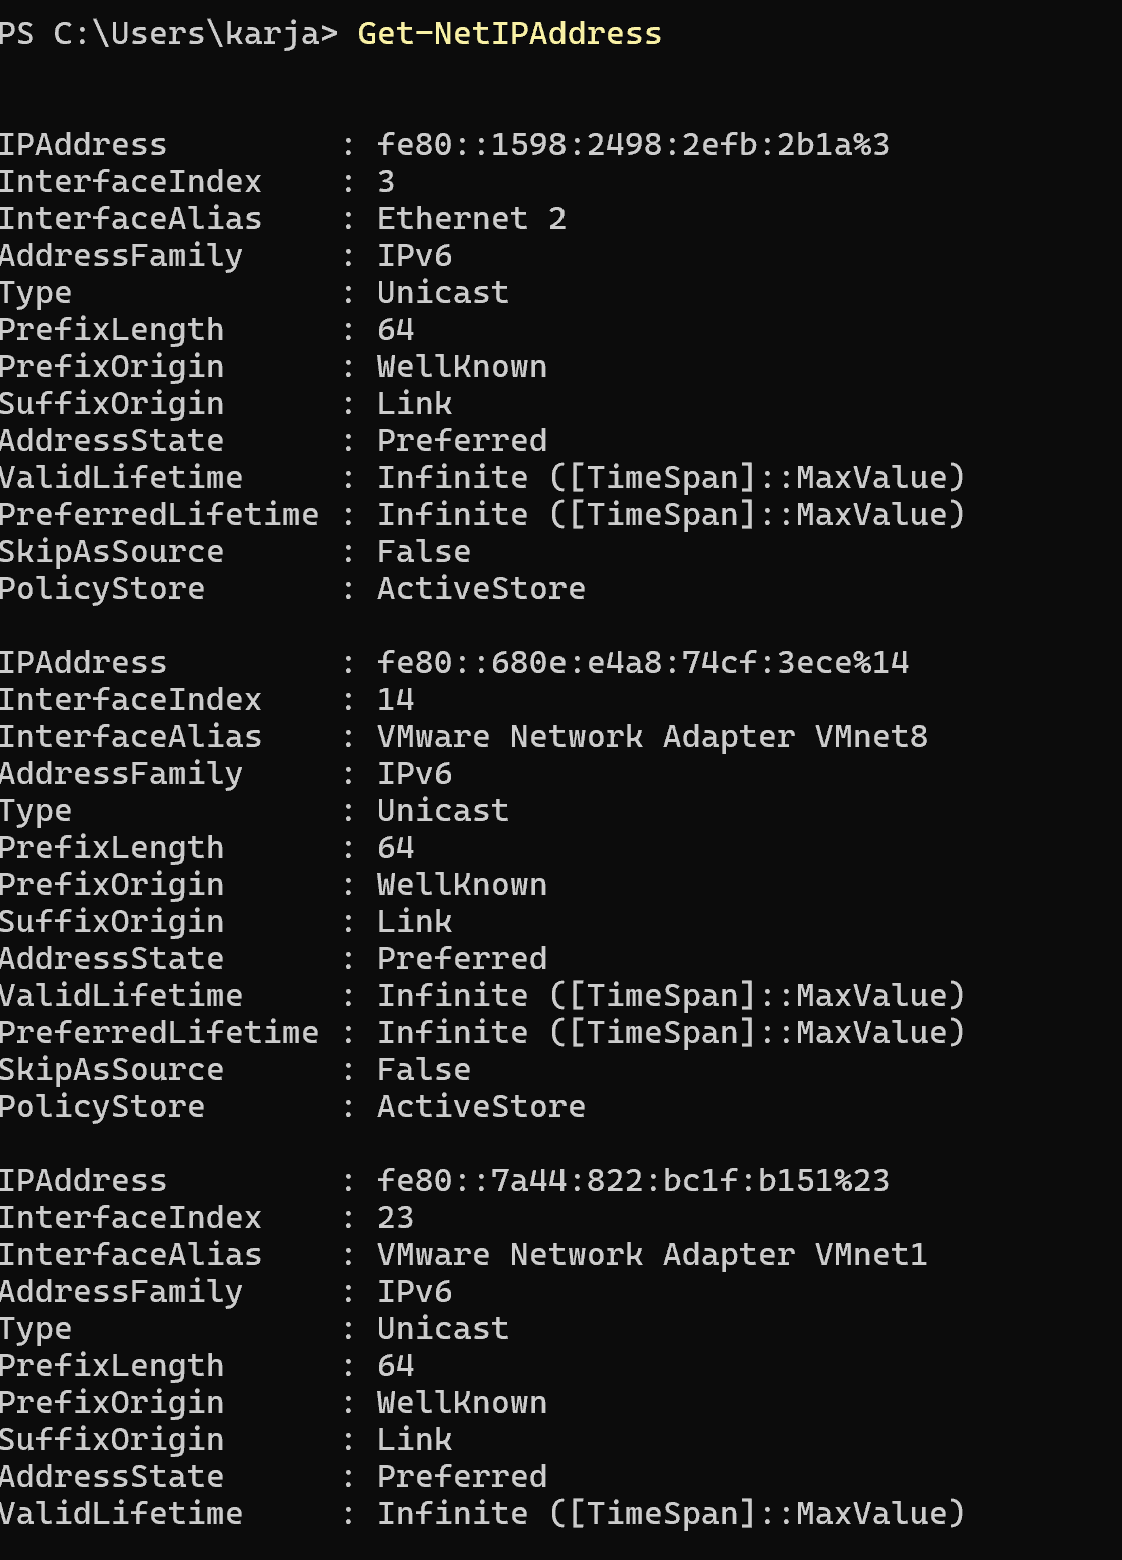 PS C:\Users\karja> Get-NetIPAddress
IPAddress : fe80::1598:2498:2efb:2b1a%3
InterfaceIndex : 3
InterfaceAlias : Ethernet 2
AddressFamily : IPv6
Type : Unicast
PrefixLength : 64
PrefixOrigin : WellKnown
SuffixOrigin : Link
AddressState : Preferred
ValidLifetime : Infinite ([TimeSpan]::MaxValue)
PreferredLifetime : Infinite ([TimeSpan]::MaxValue)
SkipAsSource : False
PolicyStore : ActiveStore
IPAddress : fe80::680e:e4a8:74cf:3ece%14
InterfaceIndex : 14
InterfaceAlias : VMware Network Adapter VMnet8
AddressFamily : IPv6
Type : Unicast
PrefixLength : 64
PrefixOrigin : WellKnown
SuffixOrigin : Link
AddressState : Preferred
ValidLifetime : Infinite ([TimeSpan]::MaxValue)
PreferredLifetime : Infinite ([TimeSpan]::MaxValue)
SkipAsSource : False
PolicyStore : ActiveStore
IPAddress : fe80::7a44:822:bc1f:b151%23
InterfaceIndex : 23
InterfaceAlias : VMware Network Adapter VMnet1
AddressFamily : IPv6
Type : Unicast
PrefixLength : 64
PrefixOrigin : WellKnown
SuffixOrigin : Link
AddressState : Preferred
ValidLifetime : Infinite ([TimeSpan]::MaxValue)